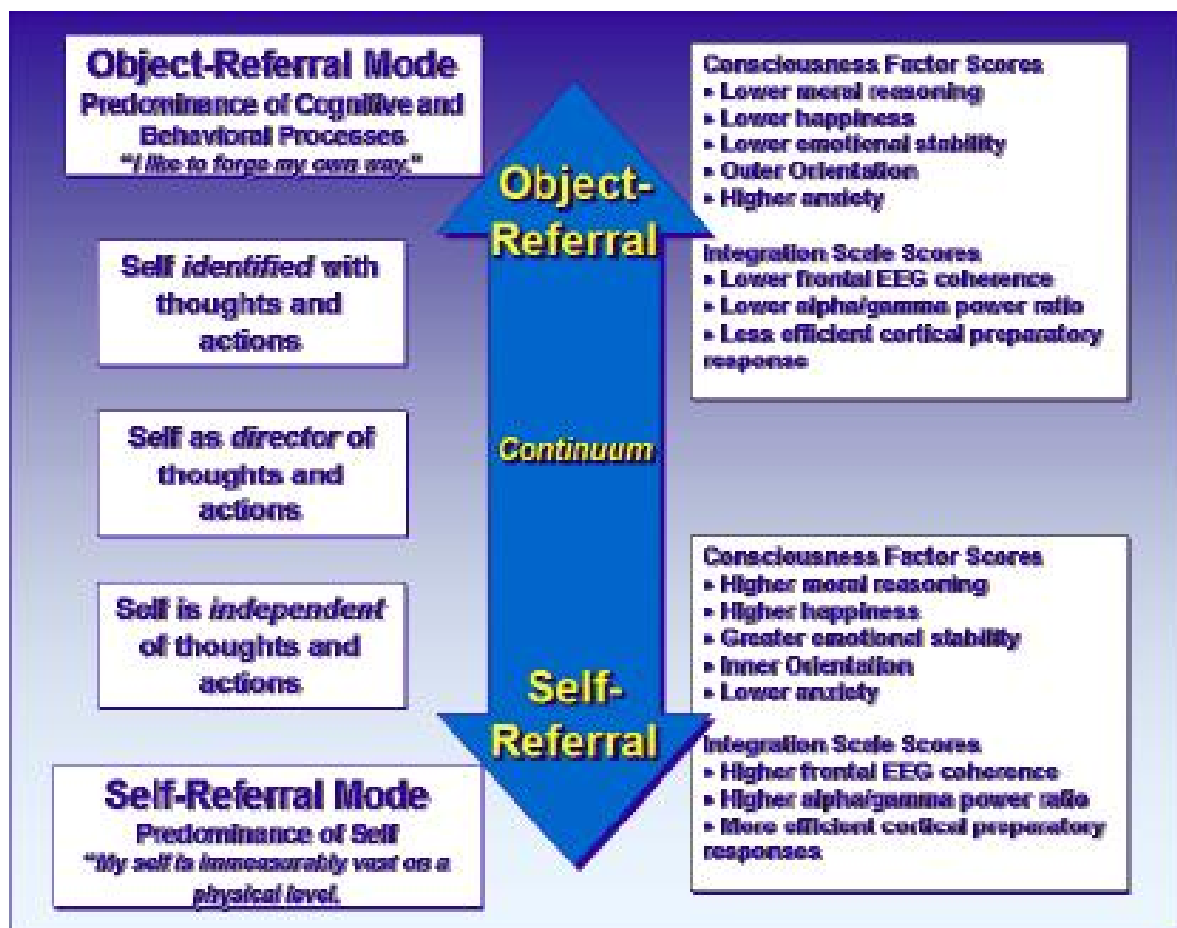 Object-Referral Mode
Predominance of Cognitive and
Behavioral Processes
"I like to forge my own way."
Self identified with
thoughts and
actions
Self as director of
thoughts and
actions
Self is independent
of thoughts and
actions
Self-Referral Mode
Predominance of Self
"My self is immeasurably vast on a
physical level.
Object-
Referral
Continuum
Self-
Referral
Consciousness Factor Scores
• Lower moral reasoning
• Lower happiness
• Lower emotional stability
• Outer Orientation
• Higher anxiety
Integration Scale Scores
• Lower frontal EEG coherence
• Lower alpha/gamma power ratio
• Less efficient cortical preparatory
response
Consciousness Factor Scores
• Higher moral reasoning
• Higher happiness
• Greater emotional stability
• Inner Orientation
• Lower anxiety
Integration Scale Scores
• Higher frontal EEG coherence
• Higher alpha/gamma power ratio
• More efficient cortical preparatory
responses